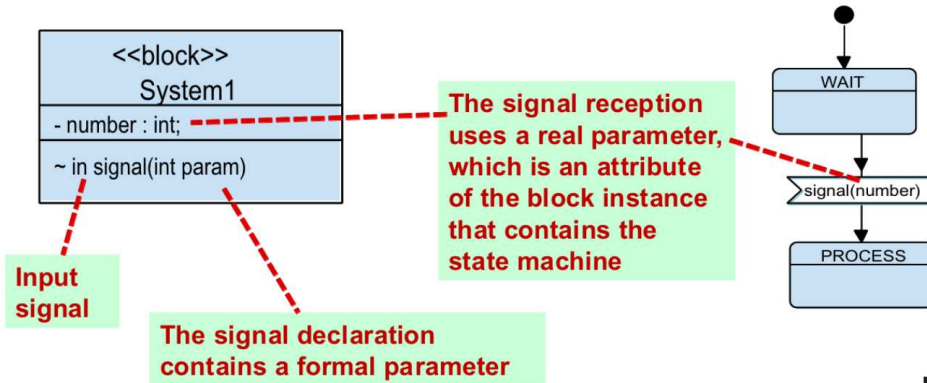 <<block>>
System1
- number : int;
~ in signal(int param)
Input
signal
The signal declaration
contains a formal parameter
The signal reception
uses a real parameter,
which is an attribute
of the block instance
that contains the
state machine
WAIT
signal(number)
PROCESS